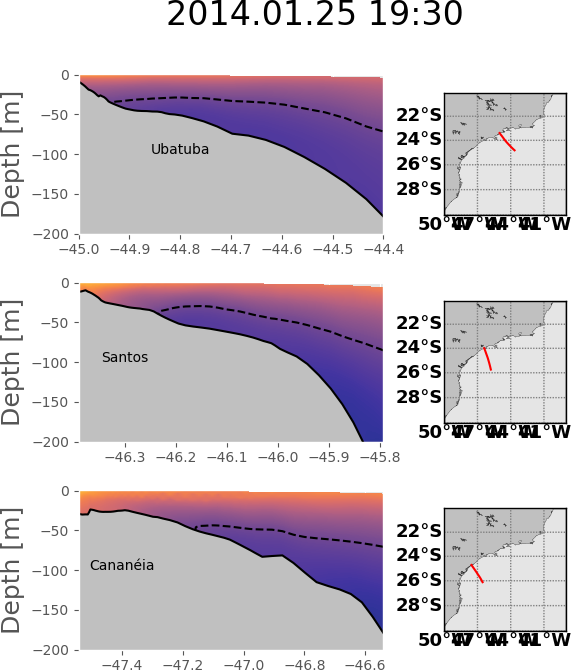 2014.01.25 19:30
Depth [m]
0
−50
−100
−150
−200
Ubatuba
−45.0 −44.9 −44.8 −44.7 −44.6 −44.5 −44.4
22°S
24°S
26°S
28°S
50°W 47°W 44°W 41°W
Depth [m]
0
−50
−100
−150
−200
Santos
−46.3 −46.2 −46.1 −46.0 −45.9 −45.8
22°S
24°S
26°S
28°S
50°W 47°W 44°W 41°W
Depth [m]
0
−50
−100
−150
−200
Cananéia
−47.4 −47.2 −47.0 −46.8 −46.6
22°S
24°S
26°S
28°S
50°W 47°W 44°W 41°W